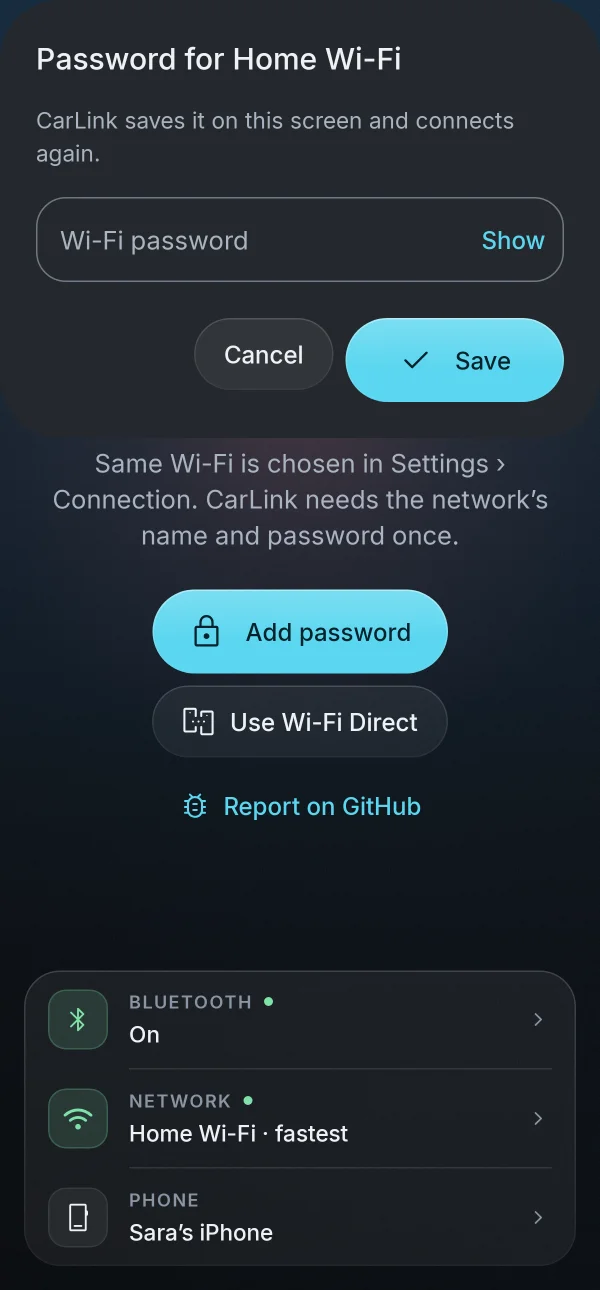 Password for Home Wi-Fi
CarLink saves it on this screen and connects
again.
Wi-Fi password
Show
Cancel
Save
Same Wi-Fi is chosen in Settings ›
Connection. CarLink needs the network’s
name and password once.
Add password
Use Wi-Fi Direct
Report on GitHub
BLUETOOTH
On
NETWORK
Home Wi-Fi · fastest
PHONE
Sara’s iPhone